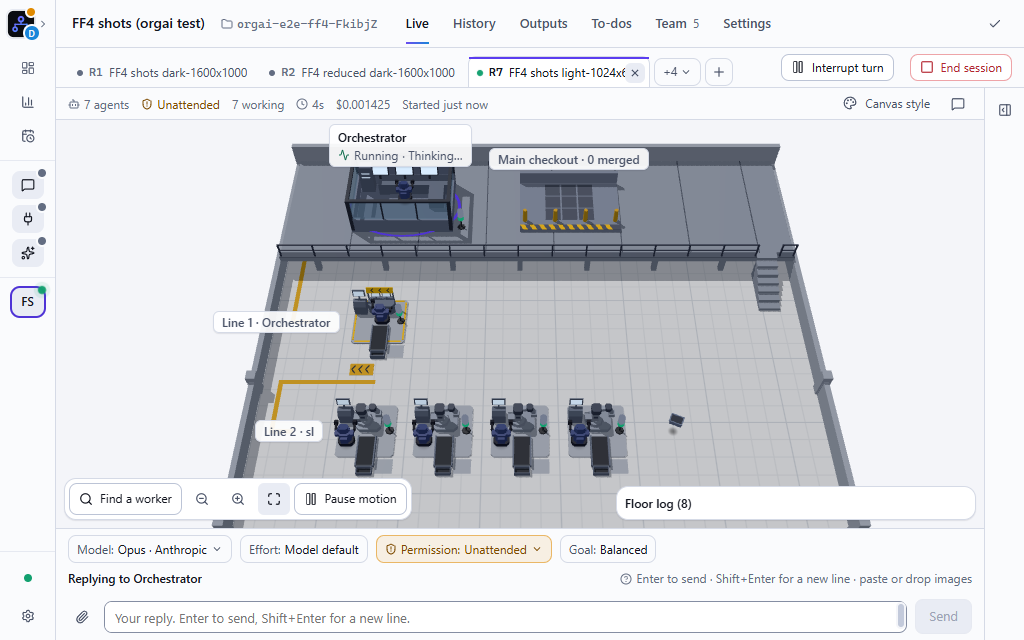 FF4 shots (orgai test)
orgai-e2e-ff4-FkibjZ
Live
History
Outputs
To-dos
Team 5
Settings
D
R1 FF4 shots dark-1600x1000
R2 FF4 reduced dark-1600x1000
R7 FF4 shots light-1024x6
+4
Interrupt turn
End session
7 agents
Unattended
7 working
4s
$0.001425
Started just now
Canvas style
Orchestrator
Running · Thinking...
Main checkout · 0 merged
FS
Line 1 · Orchestrator
Line 2 · sl
Find a worker
Pause motion
Floor log (8)
Model: Opus · Anthropic
Effort: Model default
Permission: Unattended
Goal: Balanced
Replying to Orchestrator
Enter to send · Shift+Enter for a new line · paste or drop images
Your reply. Enter to send, Shift+Enter for a new line.
Send